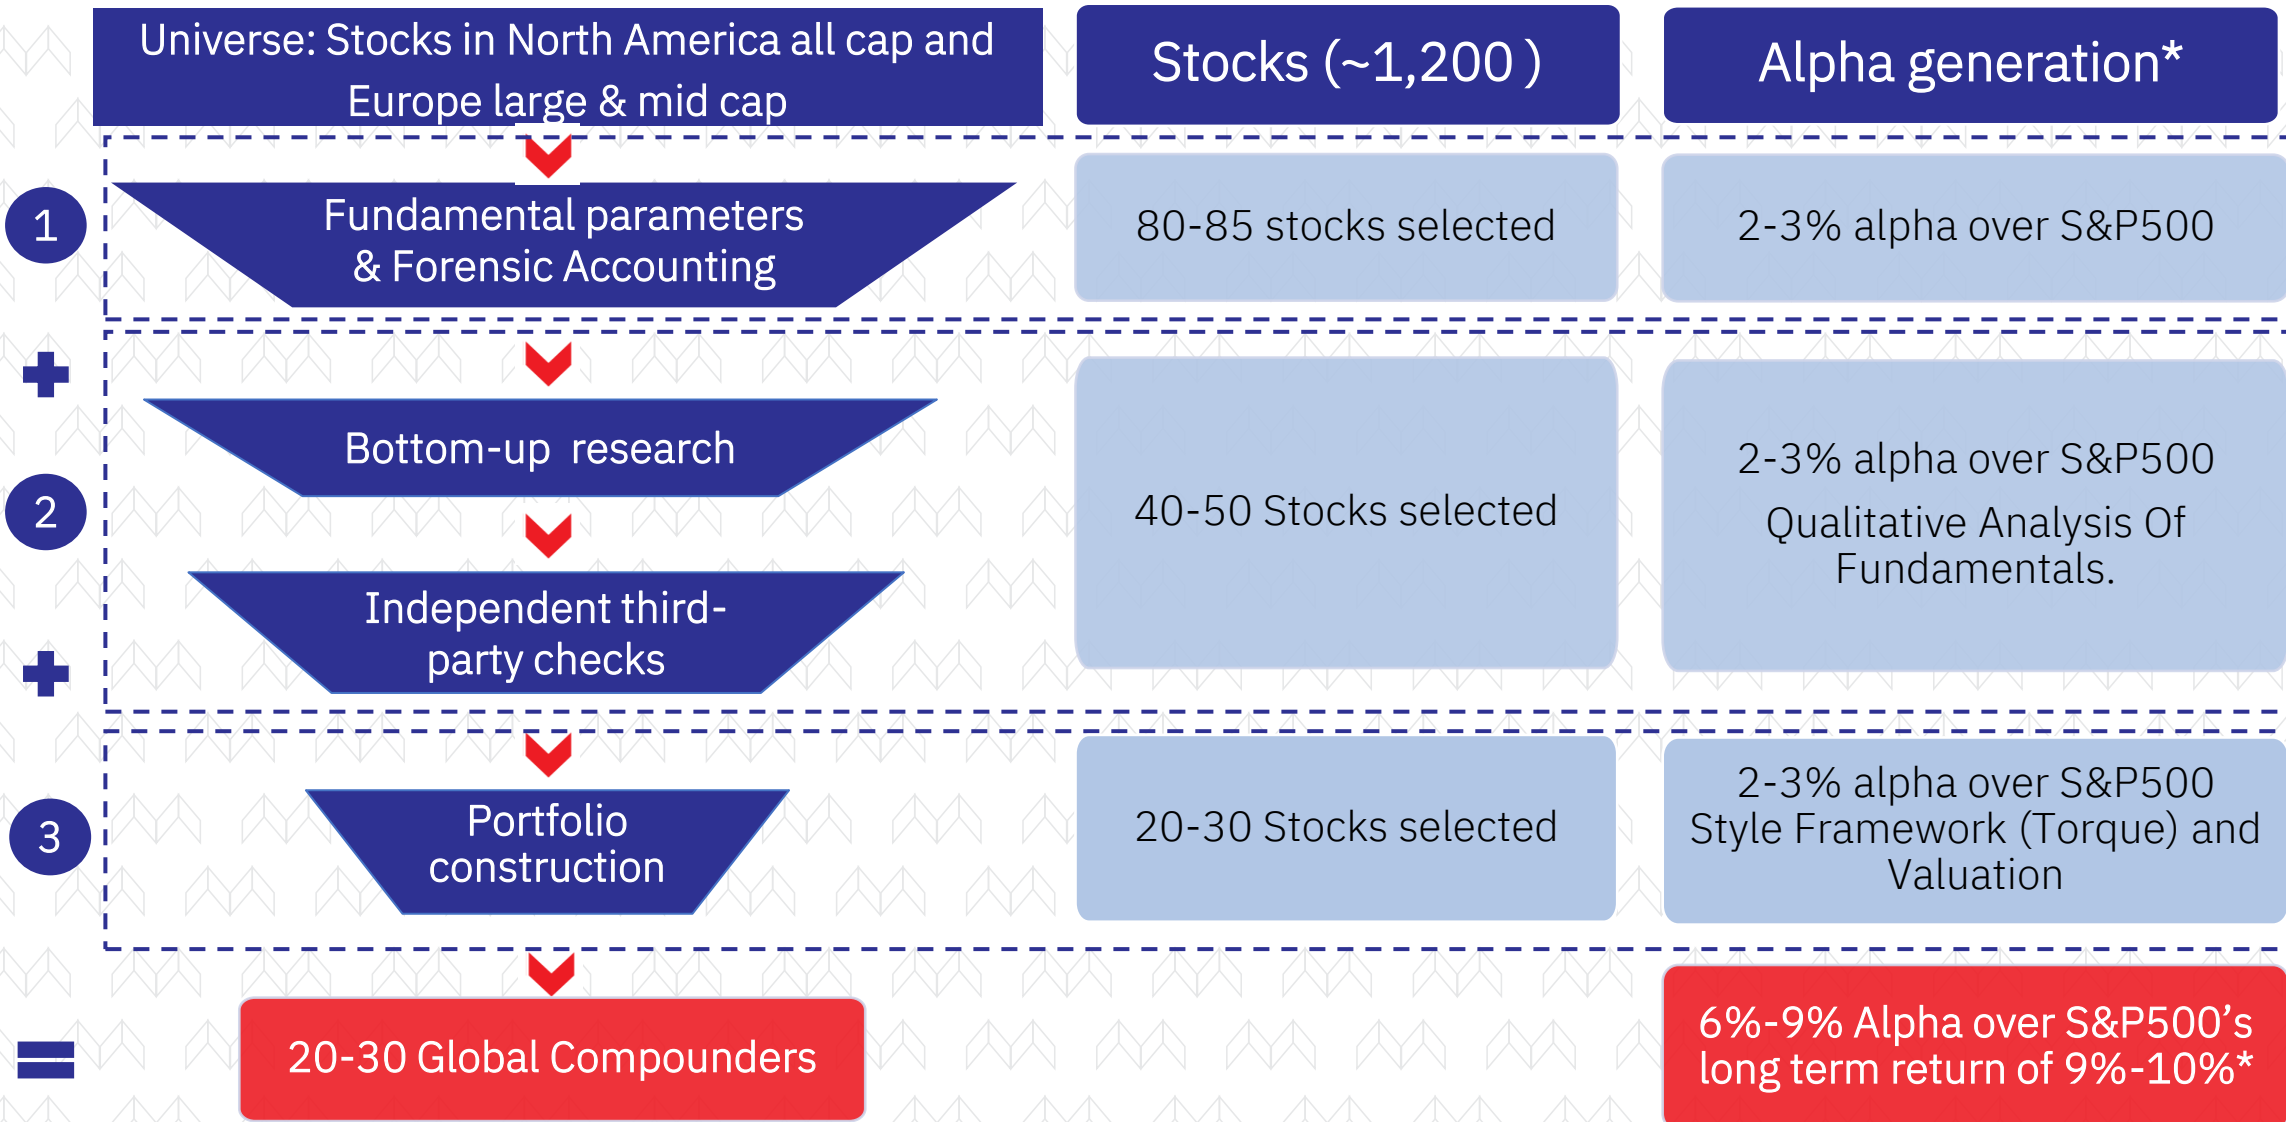 Universe: Stocks in North America all cap and
Europe large & mid cap
Stocks (~1,200 )
Alpha generation*
1
Fundamental parameters
& Forensic Accounting
80-85 stocks selected
2-3% alpha over S&P500
+
2
Bottom-up research
Independent third-
party checks
40-50 Stocks selected
2-3% alpha over S&P500
Qualitative Analysis Of
Fundamentals.
+
3
Portfolio
construction
20-30 Stocks selected
2-3% alpha over S&P500
Style Framework (Torque) and
Valuation
=
20-30 Global Compounders
6%-9% Alpha over S&P500’s
long term return of 9%-10%*